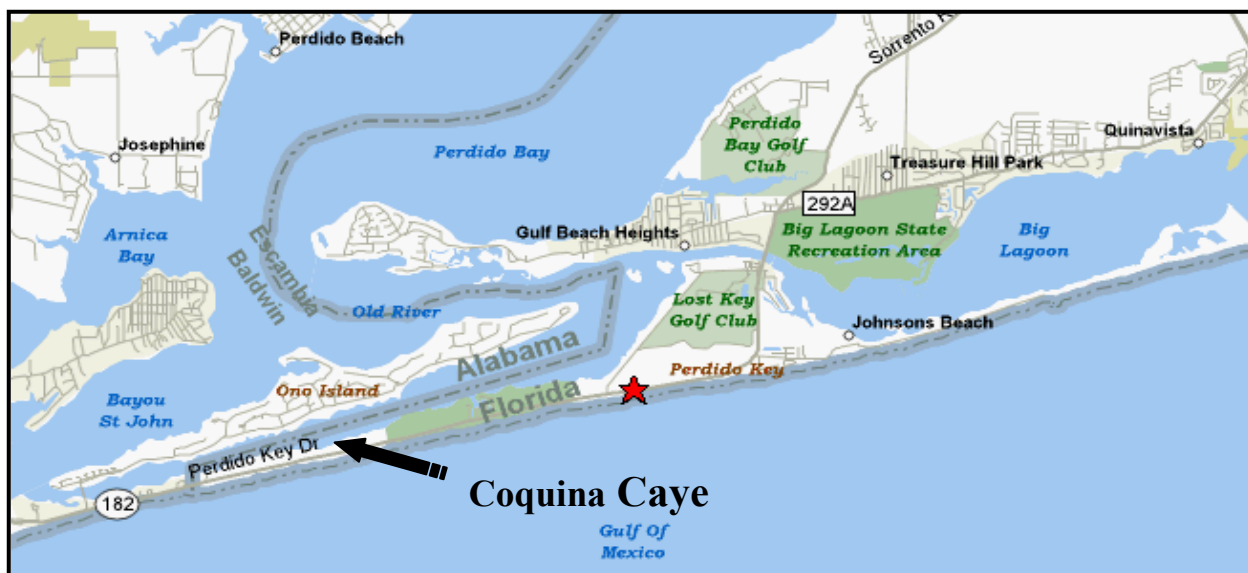 Perdido Beach
Sorrento R
Josephine
Perdido Bay
Perdido
Bay Golf
Club
Quinavista
Treasure Hill Park
292A
Arnica
Bay
Escambia
Baldwin
Gulf Beach Heights
Big Lagoon State
Recreation Area
Big
Lagoon
Old River
Lost Key
Golf Club
Johnsons Beach
Alabama
Perdido Key
Ono Island
Florida
Bayou
St John
Perdido Key Dr
Coquina Caye
182
Gulf Of
Mexico